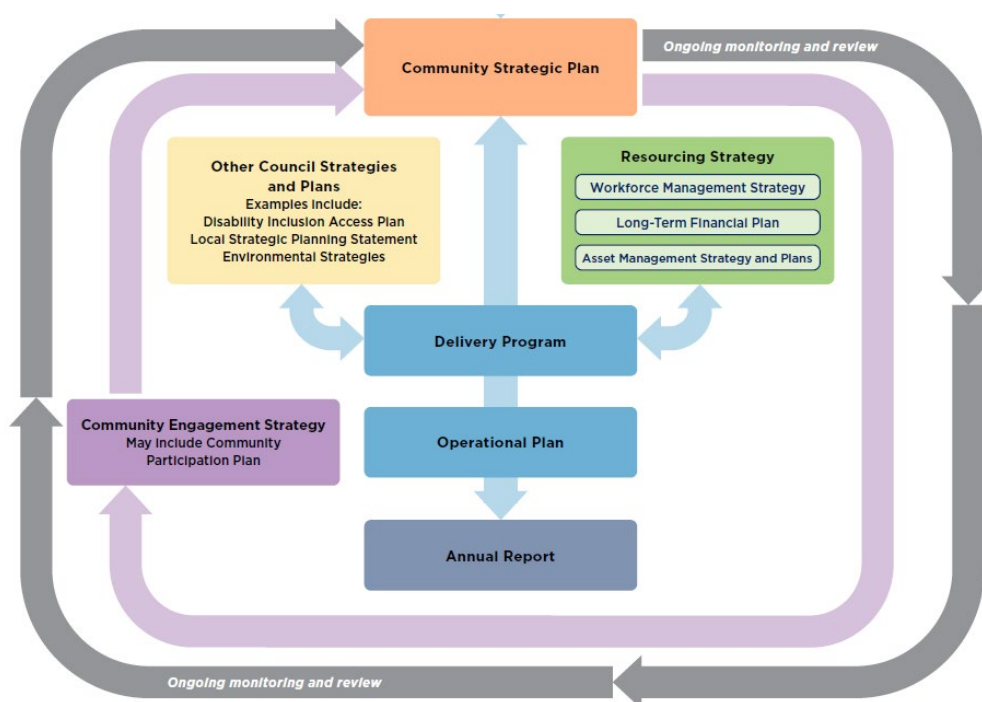 Ongoing monitoring and review
Community Strategic Plan
Other Council Strategies
and Plans
Examples include:
Disability Inclusion Access Plan
Local Strategic Planning Statement
Environmental Strategies
Resourcing Strategy
Workforce Management Strategy
Long-Term Financial Plan
Asset Management Strategy and Plans
Delivery Program
Community Engagement Strategy
May Include Community
Participation Plan
Operational Plan
Annual Report
Ongoing monitoring and review